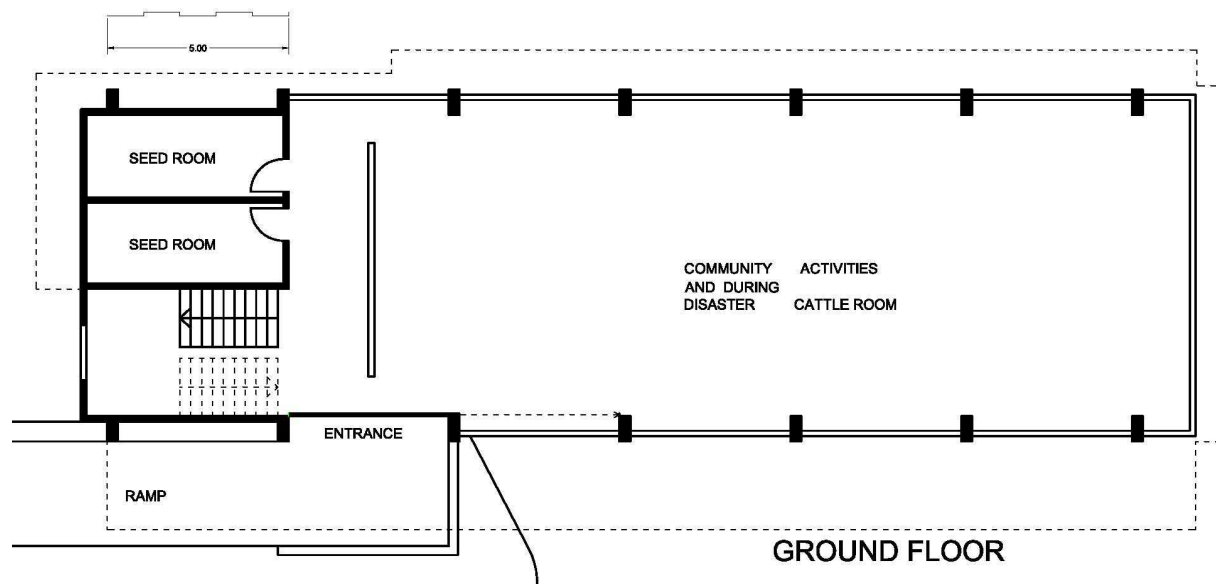 5.00
SEED ROOM
SEED ROOM
COMMUNITY ACTIVITIES
AND DURING
DISASTER CATTLE ROOM
ENTRANCE
RAMP
GROUND FLOOR